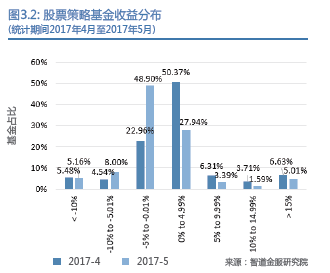 图3.2: 股票策略基金收益分布
(统计期间2017年4月至2017年5月)
基金占比
60%
50%
40%
30%
20%
10%
0%
5.48%
5.16%
4.54%
8.00%
22.96%
48.90%
50.37%
27.94%
6.31%
3.39%
3.71%
1.59%
6.63%
5.01%
< -10%
-10% to -5.01%
-5% to -0.01%
0% to 4.99%
5% to 9.99%
10% to 14.99%
> 15%
2017-4 2017-5
来源：智道金服研究院